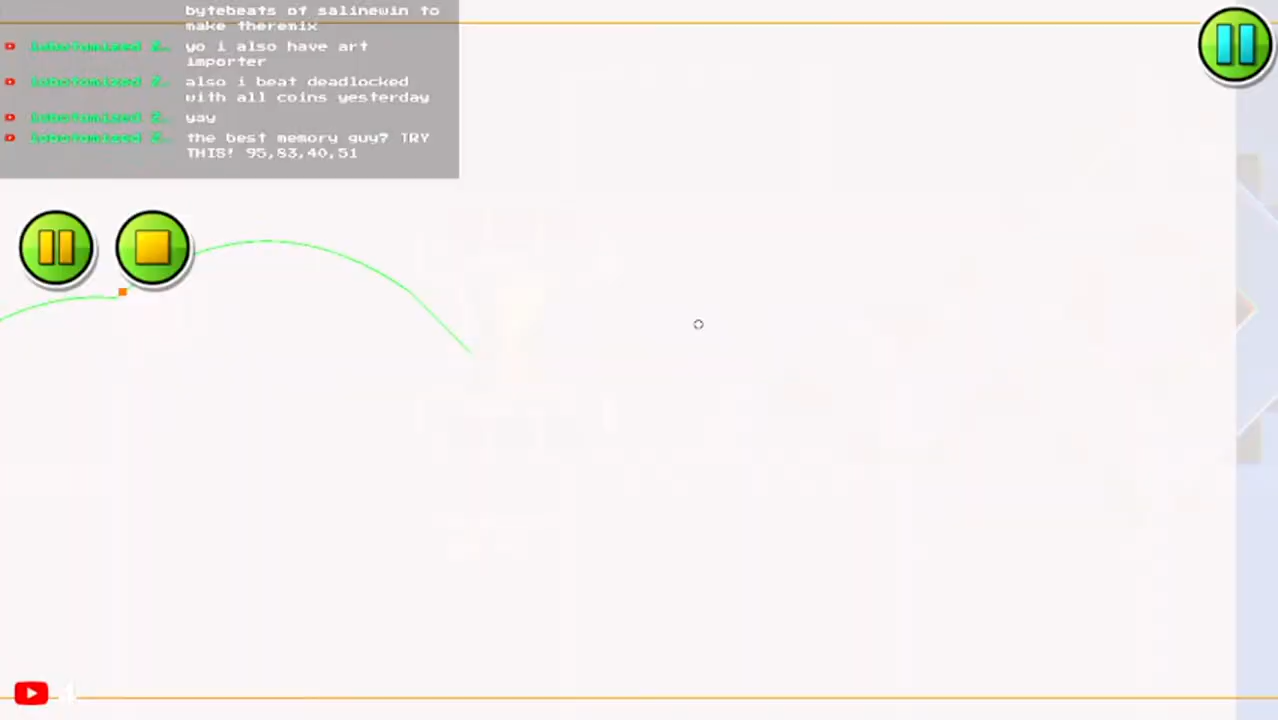 bytebeats of salinewin to
make theremix
yo i also have art
importer
also i beat deadlocked
with all coins yesterday
yay
the best memory guy? TRY
THIS! 95,83,40,51